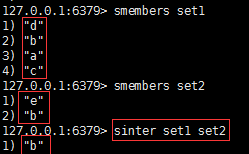 127.0.0.1:6379> smembers set1
1) "d"
2) "b"
3) "a"
4) "c"
127.0.0.1:6379> smembers set2
1) "e"
2) "b"
127.0.0.1:6379> sinter set1 set2
1) "b"